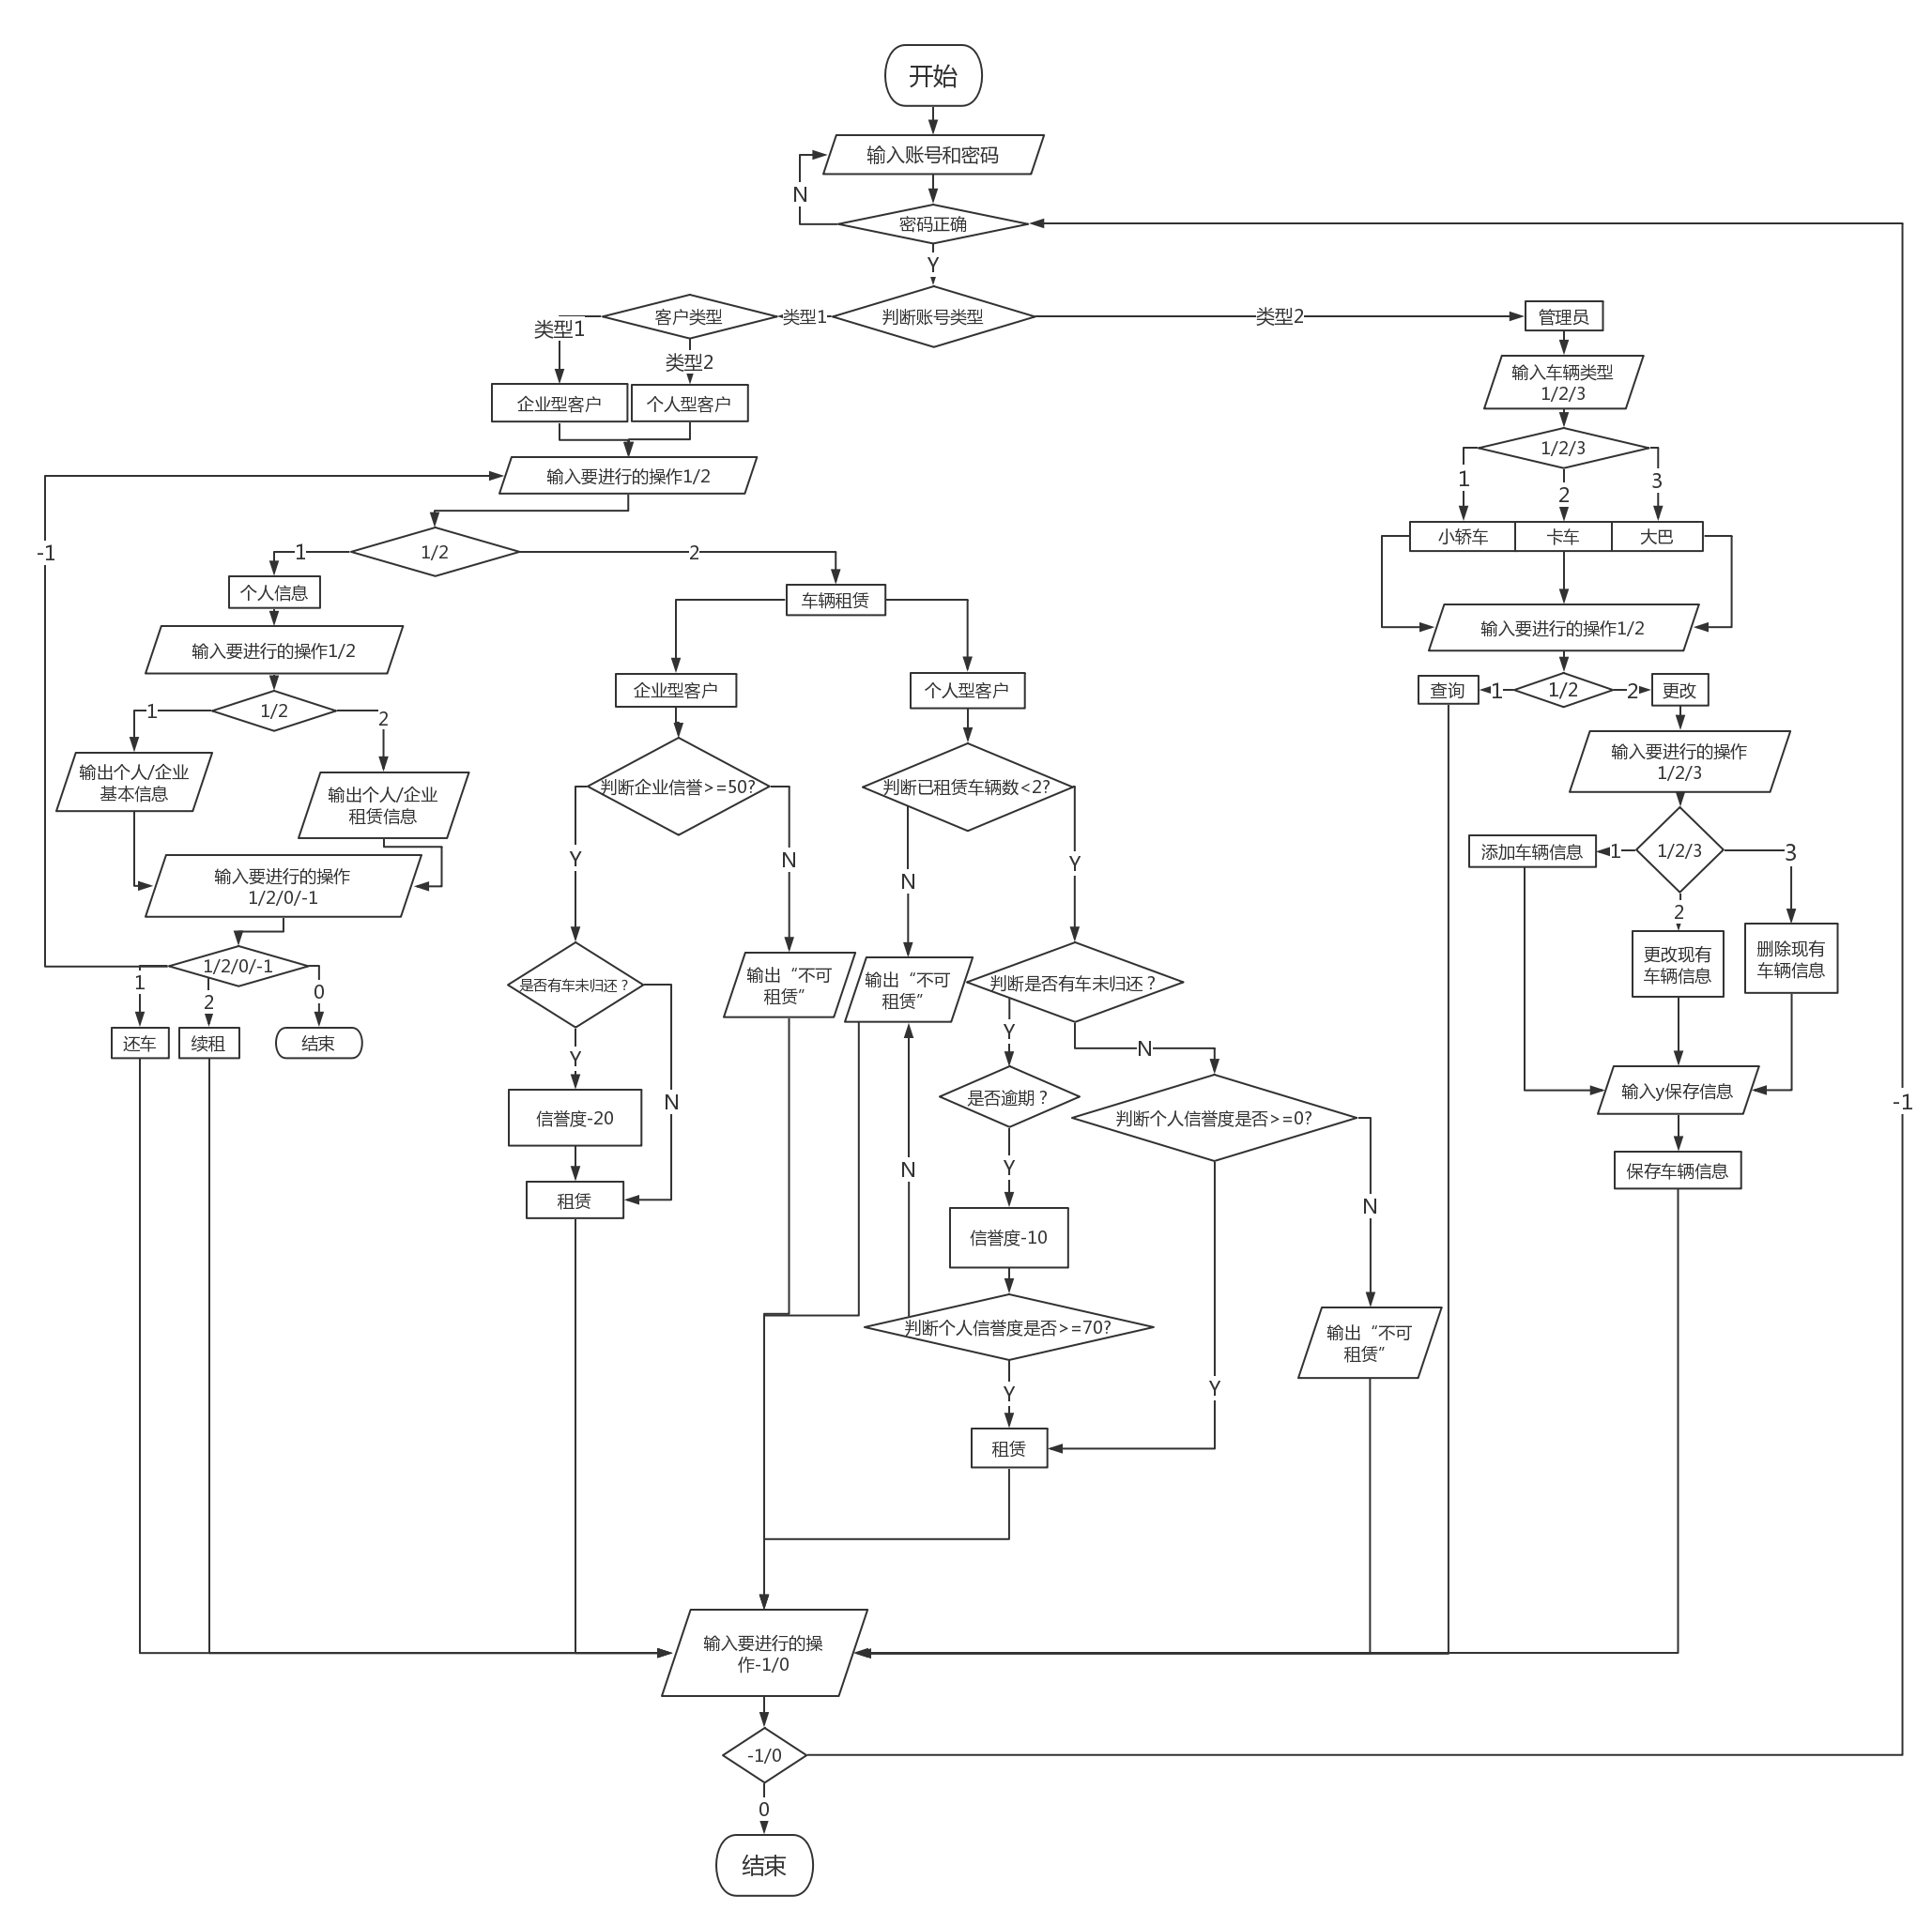 开始
输入账号和密码
N
密码正确
Y
类型1
客户类型
类型1
判断账号类型
类型2
管理员
类型2
企业型客户
个人型客户
输入车辆类型
1/2/3
1/2/3
1
2
3
小轿车
卡车
大巴
输入要进行的操作1/2
-1
1
1/2
2
个人信息
车辆租赁
输入要进行的操作1/2
输入要进行的操作1/2
1
1/2
2
企业型客户
个人型客户
查询
1
1/2
2
更改
输出个人/企业
基本信息
输出个人/企业
租赁信息
判断企业信誉>=50?
判断已租赁车辆数<2?
输入要进行的操作
1/2/3
Y
N
N
Y
添加车辆信息
1
1/2/3
3
2
输入要进行的操作
1/2/0/-1
更改现有
车辆信息
删除现有
车辆信息
1/2/0/-1
1
2
0
还车
续租
结束
是否有车未归还？
输出“不可
租赁”
输出“不可
租赁”
判断是否有车未归还？
Y
N
Y
N
是否逾期？
判断个人信誉度是否>=0?
输入y保存信息
-1
信誉度-20
租赁
N
Y
N
保存车辆信息
信誉度-10
判断个人信誉度是否>=70?
输出“不可
租赁”
Y
Y
租赁
输入要进行的操
作-1/0
-1/0
0
结束